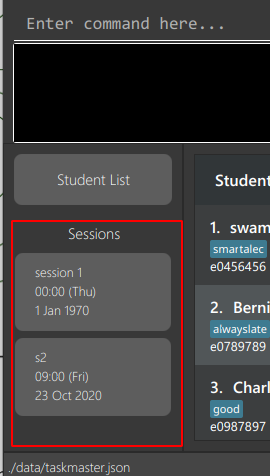 Enter command here...
Student List
Sessions
session 1
00:00 (Thu)
1 Jan 1970
s2
09:00 (Fri)
23 Oct 2020
Student
1. swam
smartalec
e0456456
2. Berni
alwayslate
e0789789
3. Charl
good
e0987897
./data/taskmaster.json